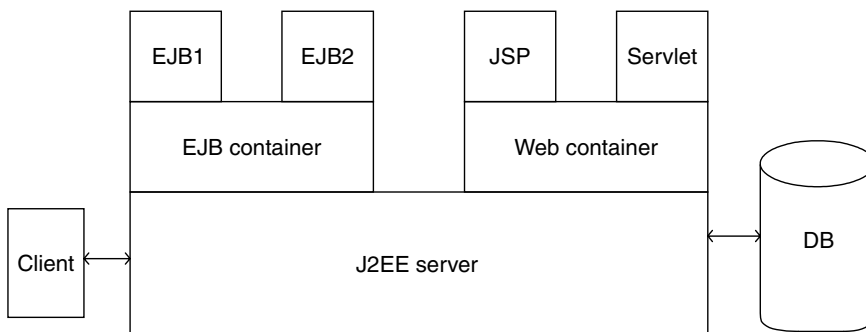 EJB1
EJB2
JSP
Servlet
EJB container
Web container
Client
J2EE server
DB